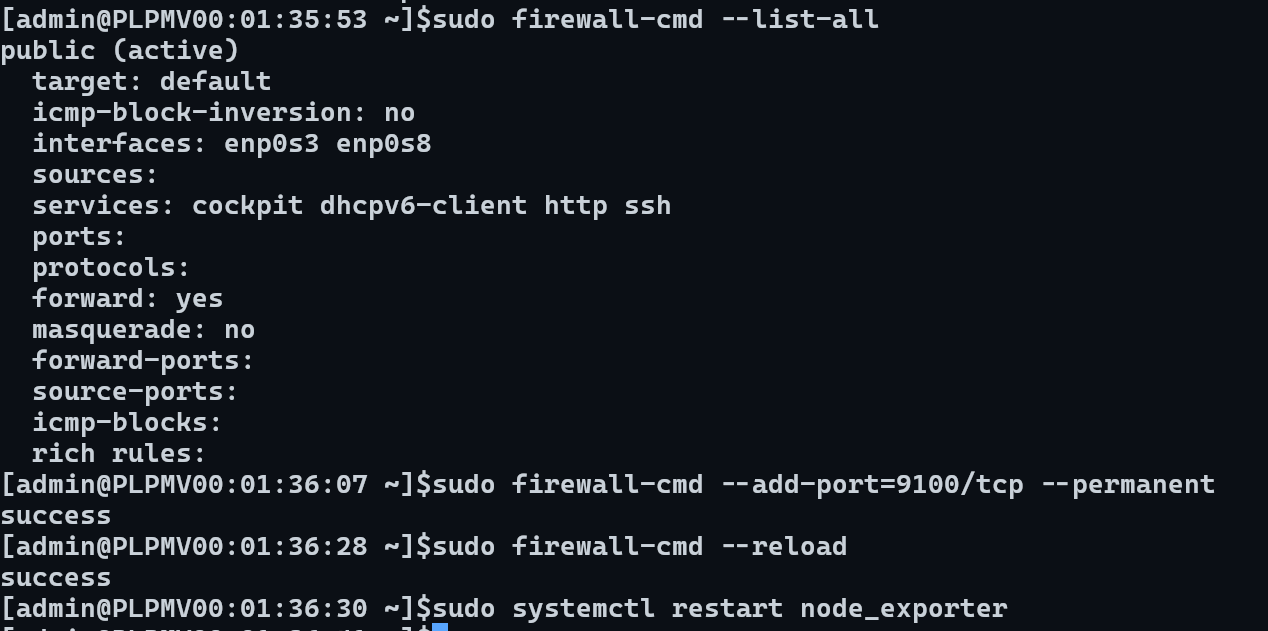 [admin@PLPMV00:01:35:53 ~]$sudo firewall-cmd --list-all
public (active)
  target: default
  icmp-block-inversion: no
  interfaces: enp0s3 enp0s8
  sources:
  services: cockpit dhcpv6-client http ssh
  ports:
  protocols:
  forward: yes
  masquerade: no
  forward-ports:
  source-ports:
  icmp-blocks:
  rich rules:
[admin@PLPMV00:01:36:07 ~]$sudo firewall-cmd --add-port=9100/tcp --permanent
success
[admin@PLPMV00:01:36:28 ~]$sudo firewall-cmd --reload
success
[admin@PLPMV00:01:36:30 ~]$sudo systemctl restart node_exporter